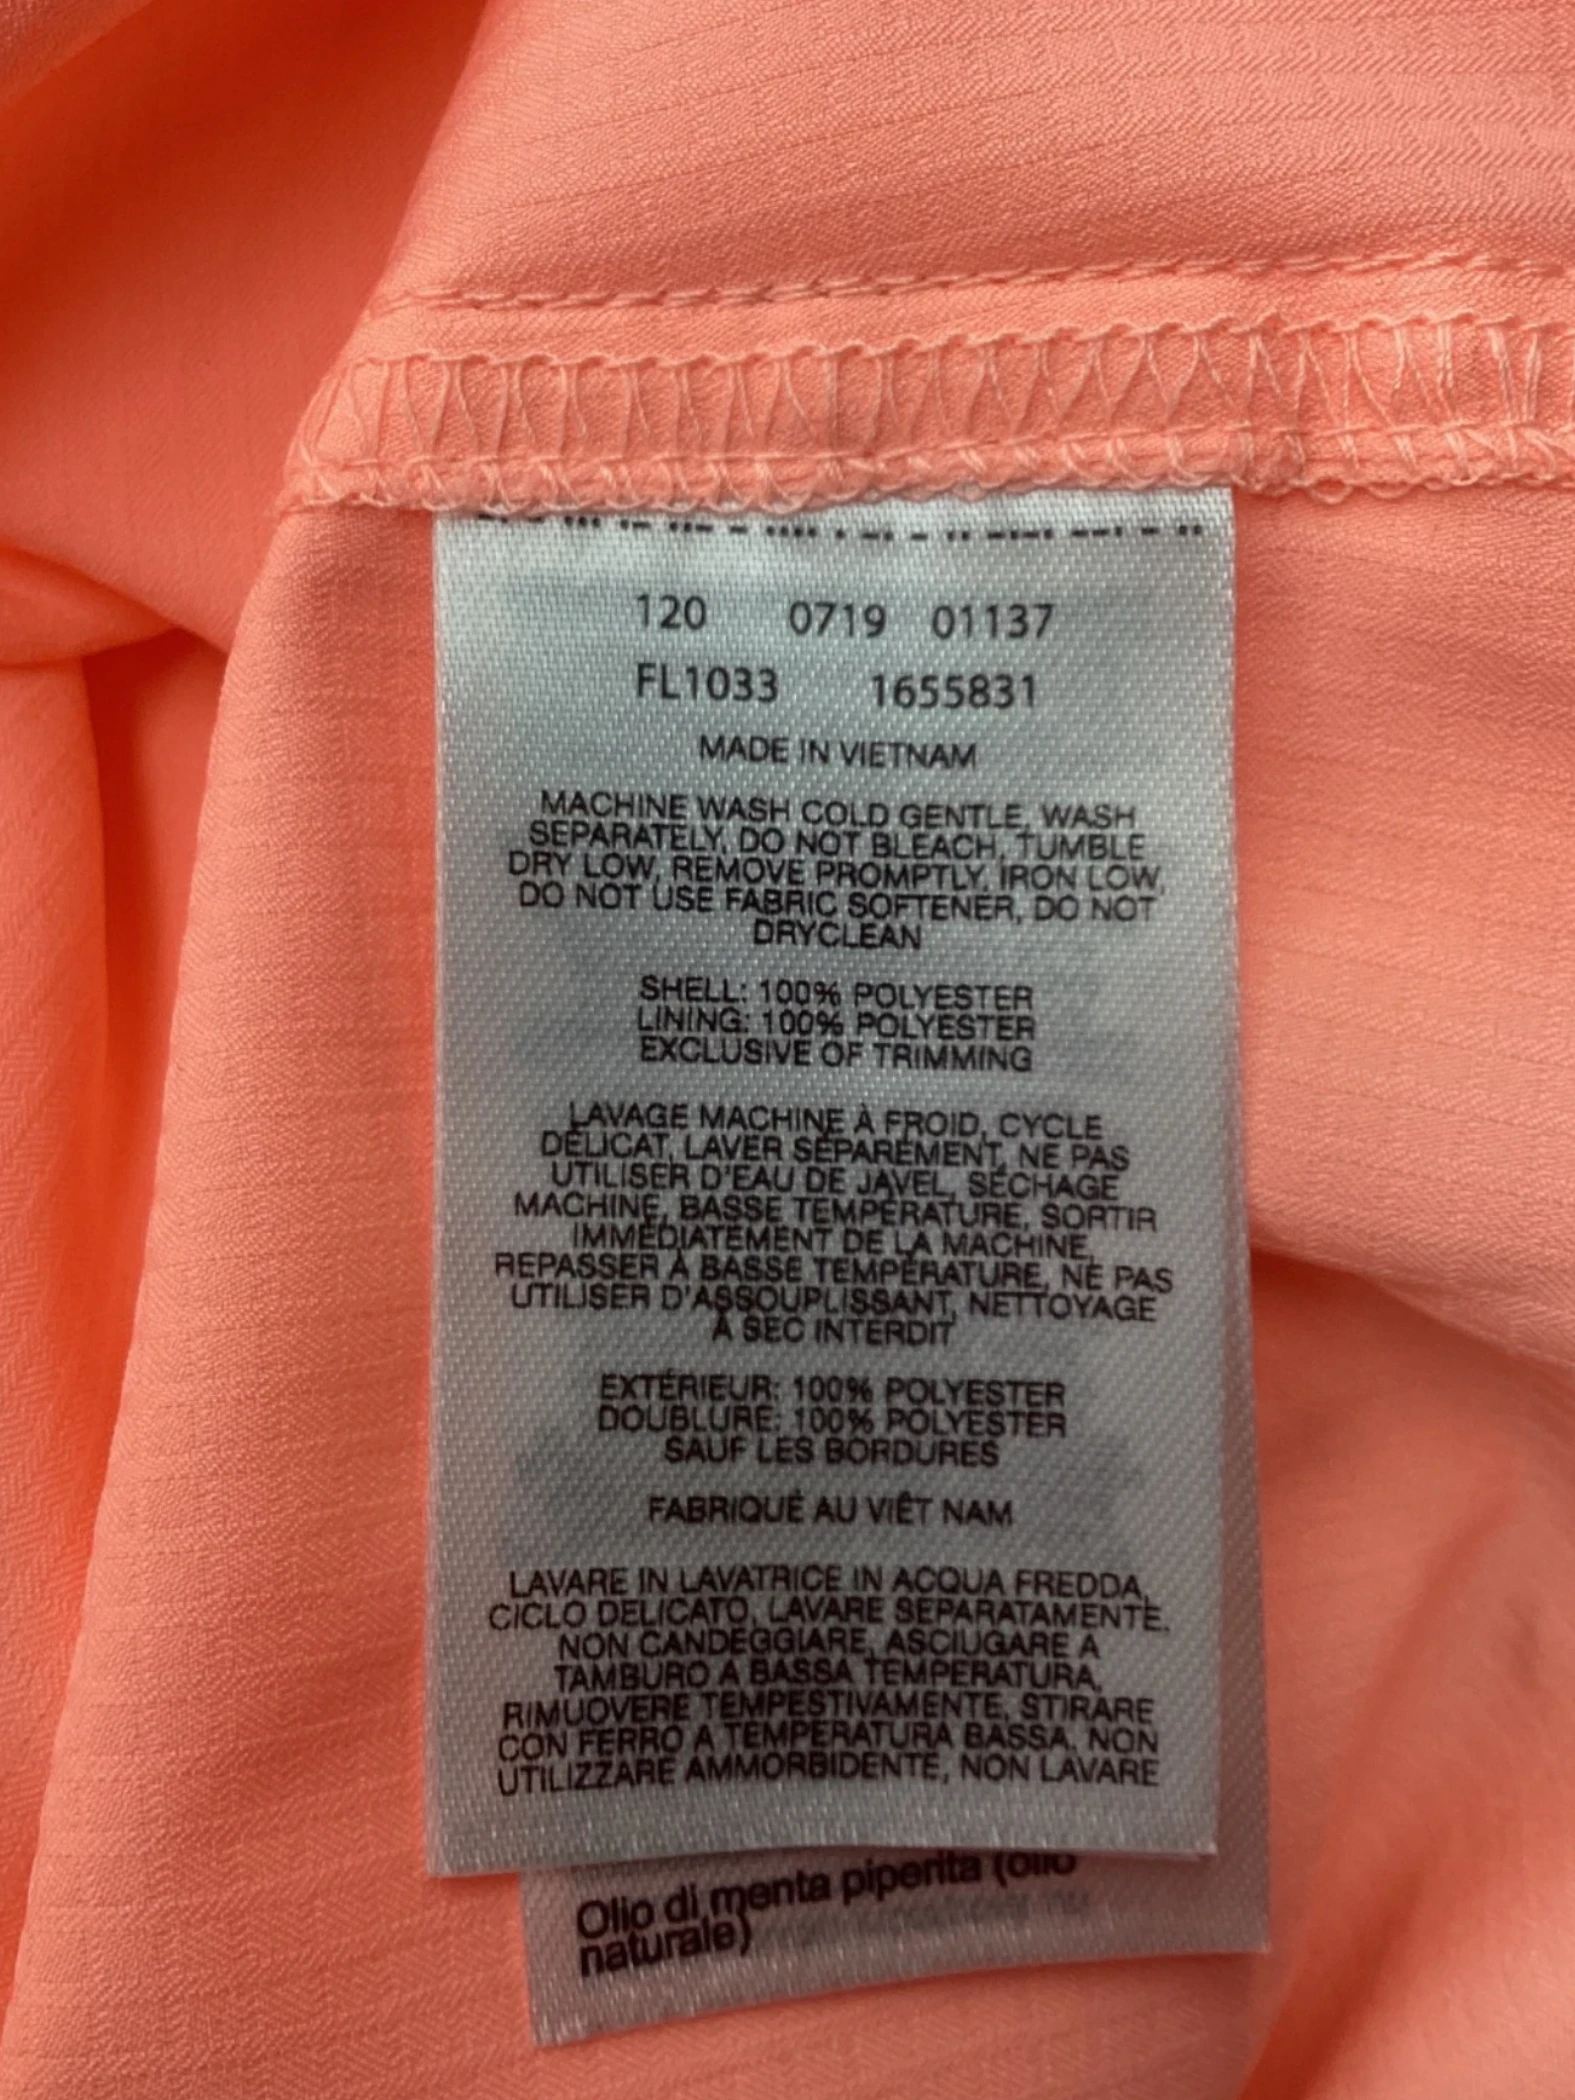 120 0719 01137
FL1033 1655831
MADE IN VIETNAM
MACHINE WASH COLD GENTLE, WASH
SEPARATELY, DO NOT BLEACH, TUMBLE
DRY LOW, REMOVE PROMPTLY, IRON LOW,
DO NOT USE FABRIC SOFTENER, DO NOT
DRYCLEAN
SHELL: 100% POLYESTER
LINING: 100% POLYESTER
EXCLUSIVE OF TRIMMING
LAVAGE MACHINE À FROID, CYCLE
DÉLICAT, LAVER SÉPARÉMENT, NE PAS
UTILISER D'EAU DE JAVEL, SÉCHAGE
MACHINE, BASSE TEMPÉRATURE, SORTIR
IMMÉDIATEMENT DE LA MACHINE,
REPASSER À BASSE TEMPÉRATURE, NE PAS
UTILISER D'ASSOUPLISSANT, NETTOYAGE
À SEC INTERDIT
EXTÉRIEUR: 100% POLYESTER
DOUBLURE: 100% POLYESTER
SAUF LES BORDURES
FABRIQUÉ AU VIÊT NAM
LAVARE IN LAVATRICE IN ACQUA FREDDA,
CICLO DELICATO, LAVARE SEPARATAMENTE,
NON CANDEGGIARE, ASCIUGARE A
TAMBURO A BASSA TEMPERATURA,
RIMUOVERE TEMPESTIVAMENTE, STIRARE
CON FERRO A TEMPERATURA BASSA. NON
UTILIZZARE AMMORBIDENTE, NON LAVARE
Olio di menta piperita (olio
naturale)